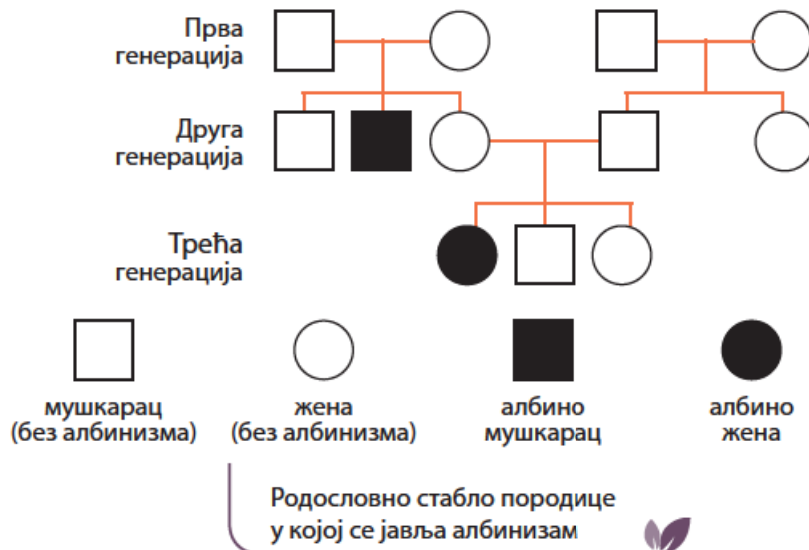 Прва
генерација
Друга
генерација
Трећа
генерација
мушкарац
(без албинизма)
жена
(без албинизма)
албино
мушкарац
албино
жена
Родословно стабло породице
у којој се јавља албинизам